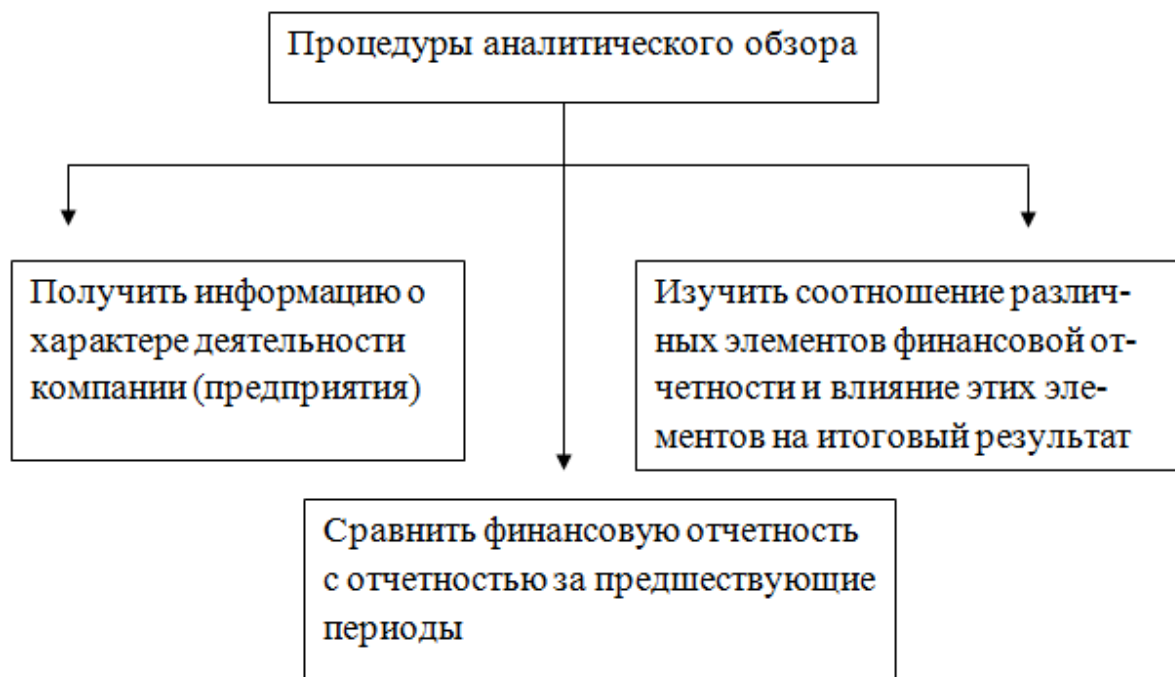 Процедуры аналитического обзора
Получить информацию о
характере деятельности
компании (предприятия)
Изучить соотношение различ-
ных элементов финансовой от-
четности и влияние этих эле-
ментов на итоговый результат
Сравнить финансовую отчетность
с отчетностью за предшествующие
периоды